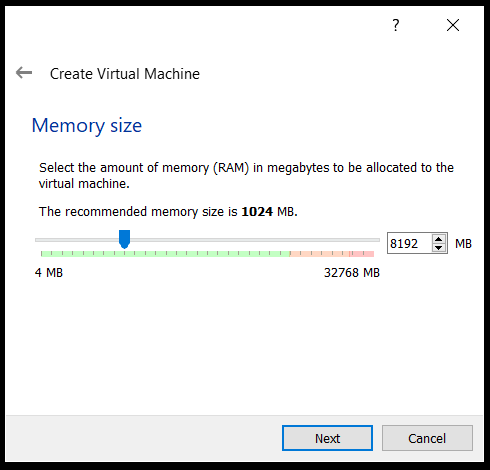 ?
Create Virtual Machine
Memory size
Select the amount of memory (RAM) in megabytes to be allocated to the
virtual machine.
The recommended memory size is 1024 MB.
8192 MB
4 MB 32768 MB
Next Cancel